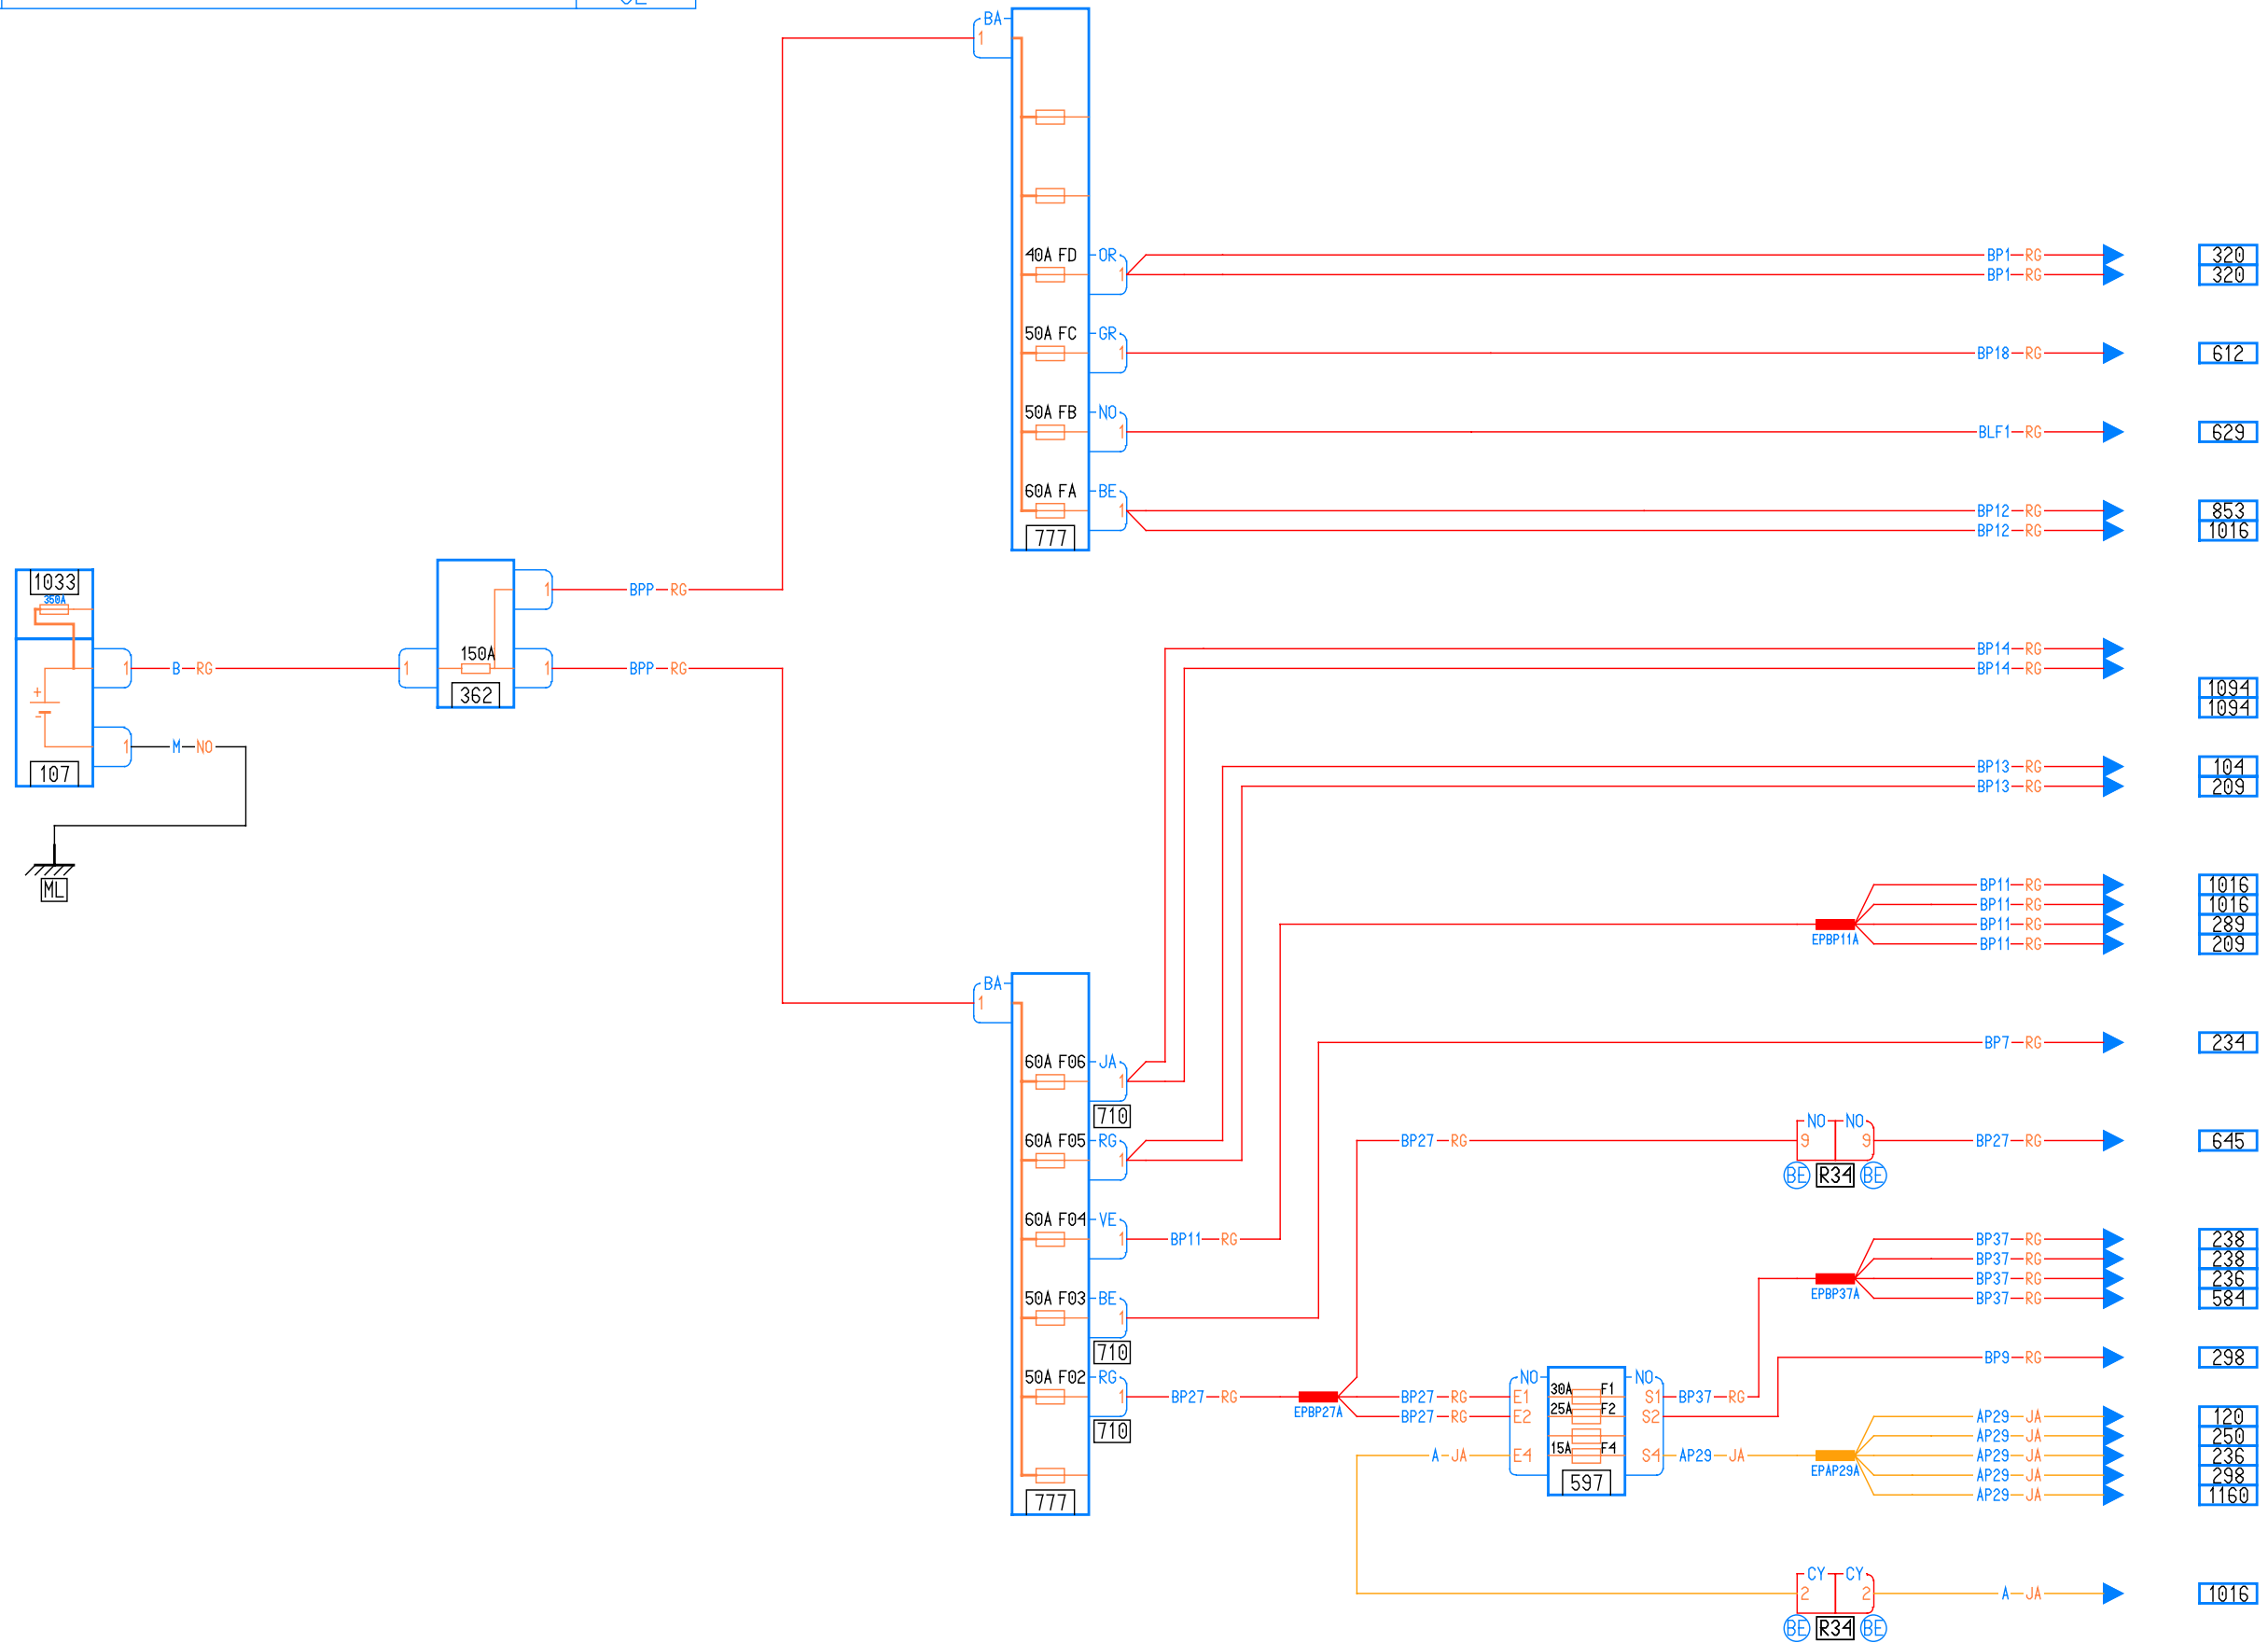 BA
1
40A FD OR 1 BP1 RG 320
BP1 RG 320
50A FC GR 1 BP18 RG 612
50A FB NO 1 BLF1 RG 629
60A FA BE 1 BP12 RG 853
777 BP12 RG 1016
1033
350A
1 BPP RG
BP14 RG
1 B RG 1 150A 1 BPP RG BP14 RG
+ 362 1094
- 1094
1 M NO
107
BP13 RG 104
BP13 RG 209
ML
BP11 RG 1016
BP11 RG 1016
BP11 RG 289
EPBP11A BP11 RG 209
BA
1
BP7 RG 234
60A F06 JA
1
710
60A F05 RG BP27 RG NO NO BP27 RG 645
1 9 9
BE R34 BE
60A F04 VE
1 BP11 RG BP37 RG 238
BP37 RG 238
BP37 RG 236
50A F03 BE EPBP37A BP37 RG 584
1
710
BP9 RG 298
50A F02 RG NO NO
1 BP27 RG EPBP27A BP27 RG E1 30A F1 S1 BP37 RG
BP27 RG E2 25A F2 S2 AP29 JA 120
710 AP29 JA 250
A JA E4 15A F4 S4 AP29 JA AP29 JA 236
EPAP29A AP29 JA 298
777 597 AP29 JA 1160
CY CY
2 2 A JA 1016
BE R34 BE